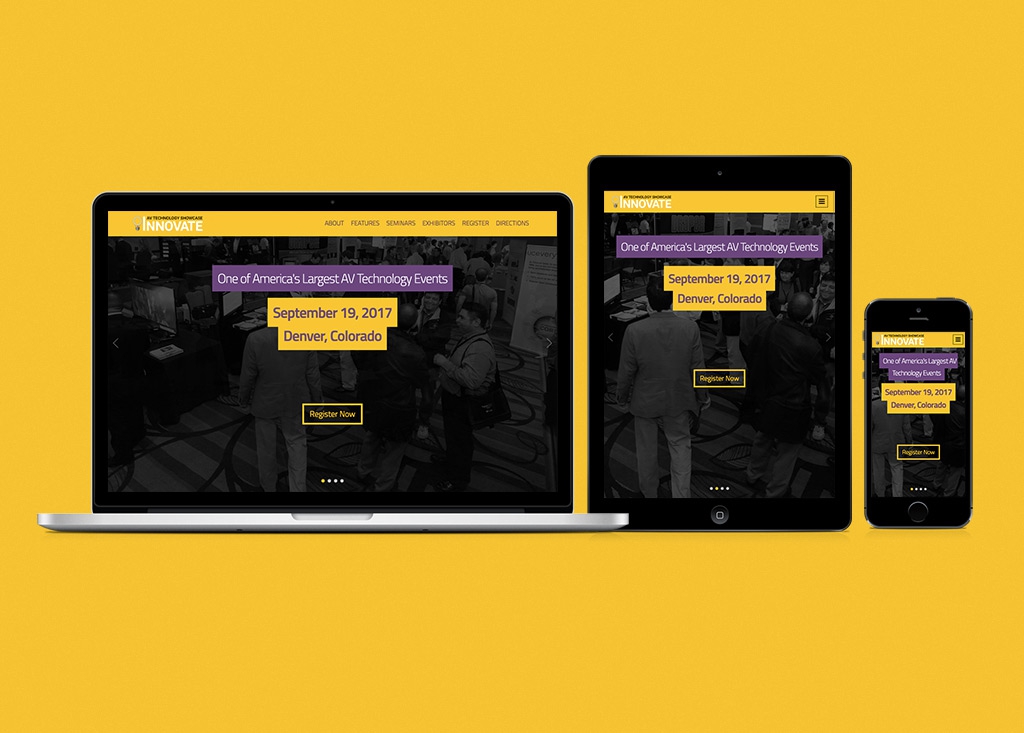 AV TECHNOLOGY SHOWCASE
INNOVATE
ABOUT FEATURES SEMINARS EXHIBITORS REGISTER DIRECTIONS
One of America's Largest AV Technology Events
September 19, 2017
Denver, Colorado
Register Now
AV TECHNOLOGY SHOWCASE
INNOVATE
One of America's Largest AV Technology Events
September 19, 2017
Denver, Colorado
Register Now
AV TECHNOLOGY SHOWCASE
INNOVATE
One of America's Largest AV
Technology Events
September 19, 2017
Denver, Colorado
Register Now